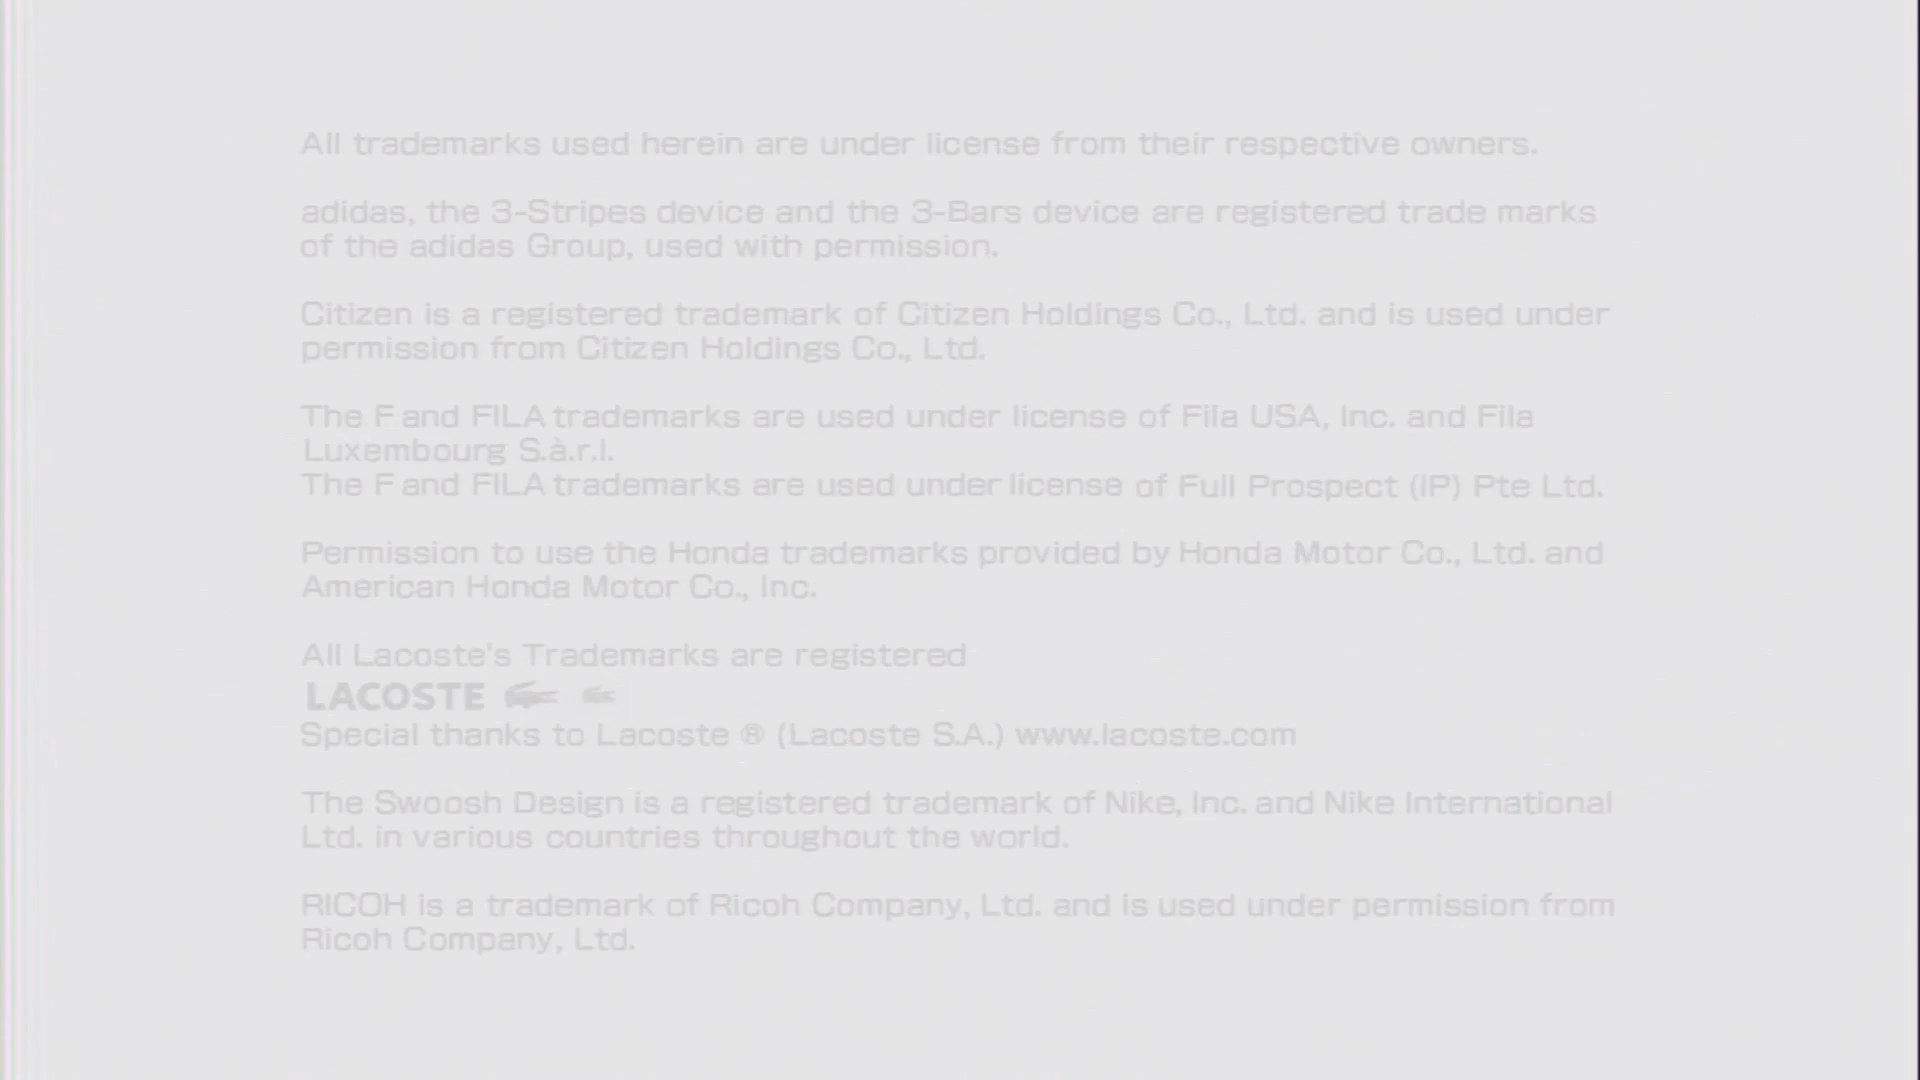 All trademarks used herein are under license from their respective owners.
adidas, the 3-Stripes device and the 3-Bars device are registered trade marks
of the adidas Group, used with permission.
Citizen is a registered trademark of Citizen Holdings Co., Ltd. and is used under
permission from Citizen Holdings Co., Ltd.
The F and FILA trademarks are used under license of Fila USA, Inc. and Fila
Luxembourg S.à.r.l.
The F and FILA trademarks are used under license of Full Prospect (IP) Pte Ltd.
Permission to use the Honda trademarks provided by Honda Motor Co., Ltd. and
American Honda Motor Co., Inc.
All Lacoste's Trademarks are registered
LACOSTE
Special thanks to Lacoste ® (Lacoste S.A.) www.lacoste.com
The Swoosh Design is a registered trademark of Nike, Inc. and Nike International
Ltd. in various countries throughout the world.
RICOH is a trademark of Ricoh Company, Ltd. and is used under permission from
Ricoh Company, Ltd.